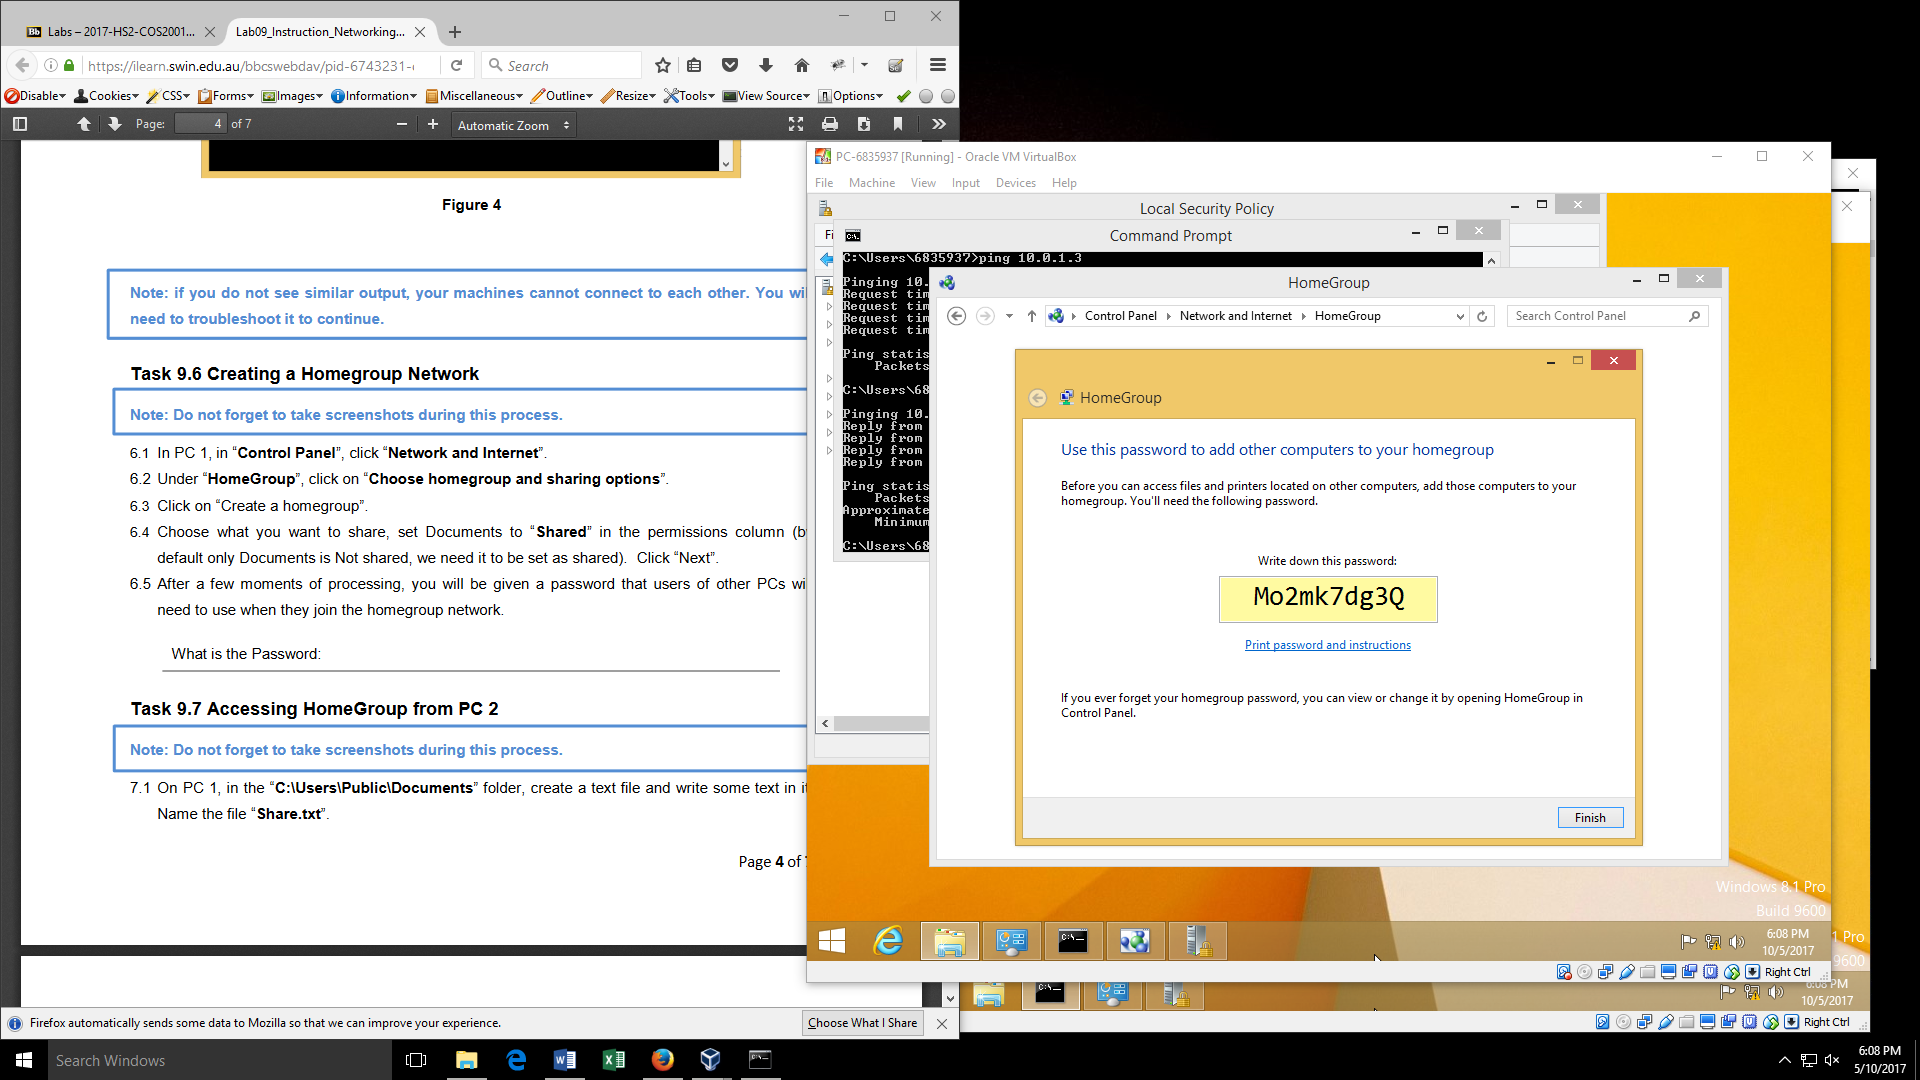 Labs – 2017-HS2-COS2001...
Lab09_Instruction_Networking...
https://ilearn.swin.edu.au/bbcswebdav/pid-6743231-
Search
Disable
Cookies
CSS
Forms
Images
Information
Miscellaneous
Outline
Resize
Tools
View Source
Options
Page: 4 of 7
Automatic Zoom
Figure 4
Note: if you do not see similar output, your machines cannot connect to each other. You
need to troubleshoot it to continue.
Task 9.6 Creating a Homegroup Network
Note: Do not forget to take screenshots during this process.
6.1 In PC 1, in “Control Panel”, click “Network and Internet”.
6.2 Under “HomeGroup”, click on “Choose homegroup and sharing options”.
6.3 Click on “Create a homegroup”.
6.4 Choose what you want to share, set Documents to “Shared” in the permissions column
default only Documents is Not shared, we need it to be set as shared). Click “Next”.
6.5 After a few moments of processing, you will be given a password that users of other PCs
need to use when they join the homegroup network.
What is the Password:
Task 9.7 Accessing HomeGroup from PC 2
Note: Do not forget to take screenshots during this process.
7.1 On PC 1, in the “C:\Users\Public\Documents” folder, create a text file and write some text in
Name the file “Share.txt”.
Page 4 of
Firefox automatically sends some data to Mozilla so that we can improve your experience.
Choose What I Share
PC-6835937 [Running] - Oracle VM VirtualBox
File Machine View Input Devices Help
Local Security Policy
Fi
Command Prompt
C:\Users\6835937>ping 10.0.1.3
Pinging 10.
Request tim
Request tim
Request tim
Request tim
Ping statis
Packets
C:\Users\68
Pinging 10.
Reply from
Reply from
Reply from
Reply from
Ping statis
Packets
Approximate
Minimum
C:\Users\68
HomeGroup
Control Panel
Network and Internet
HomeGroup
Search Control Panel
HomeGroup
Use this password to add other computers to your homegroup
Before you can access files and printers located on other computers, add those computers to your
homegroup. You'll need the following password.
Write down this password:
Mo2mk7dg3Q
Print password and instructions
If you ever forget your homegroup password, you can view or change it by opening HomeGroup in
Control Panel.
Finish
Windows 8.1 Pro
Build 9600
6:08 PM
10/5/2017
Right Ctrl
1 Pro
9600
6:08 PM
10/5/2017
Right Ctrl
Search Windows
6:08 PM
5/10/2017